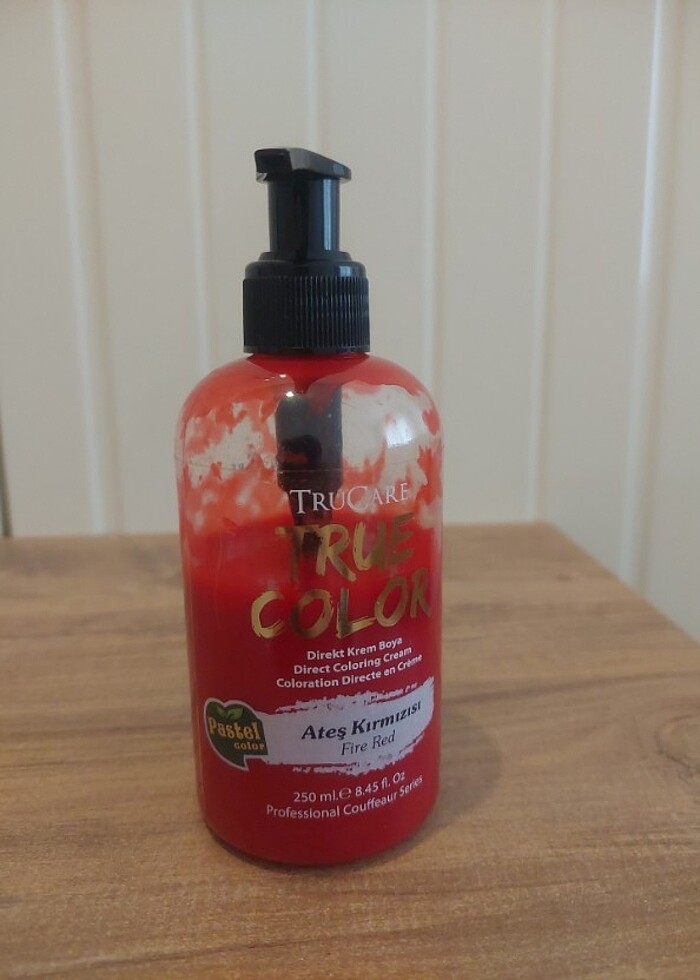 TRUCARE
TRUE
COLOR
Direkt Krem Boya
Direct Coloring Cream
Coloration Directe en Crème
Pastel
color
Ateş Kırmızısı
Fire Red
250 ml.℮ 8.45 fl. Oz
Professional Couffeaur Series